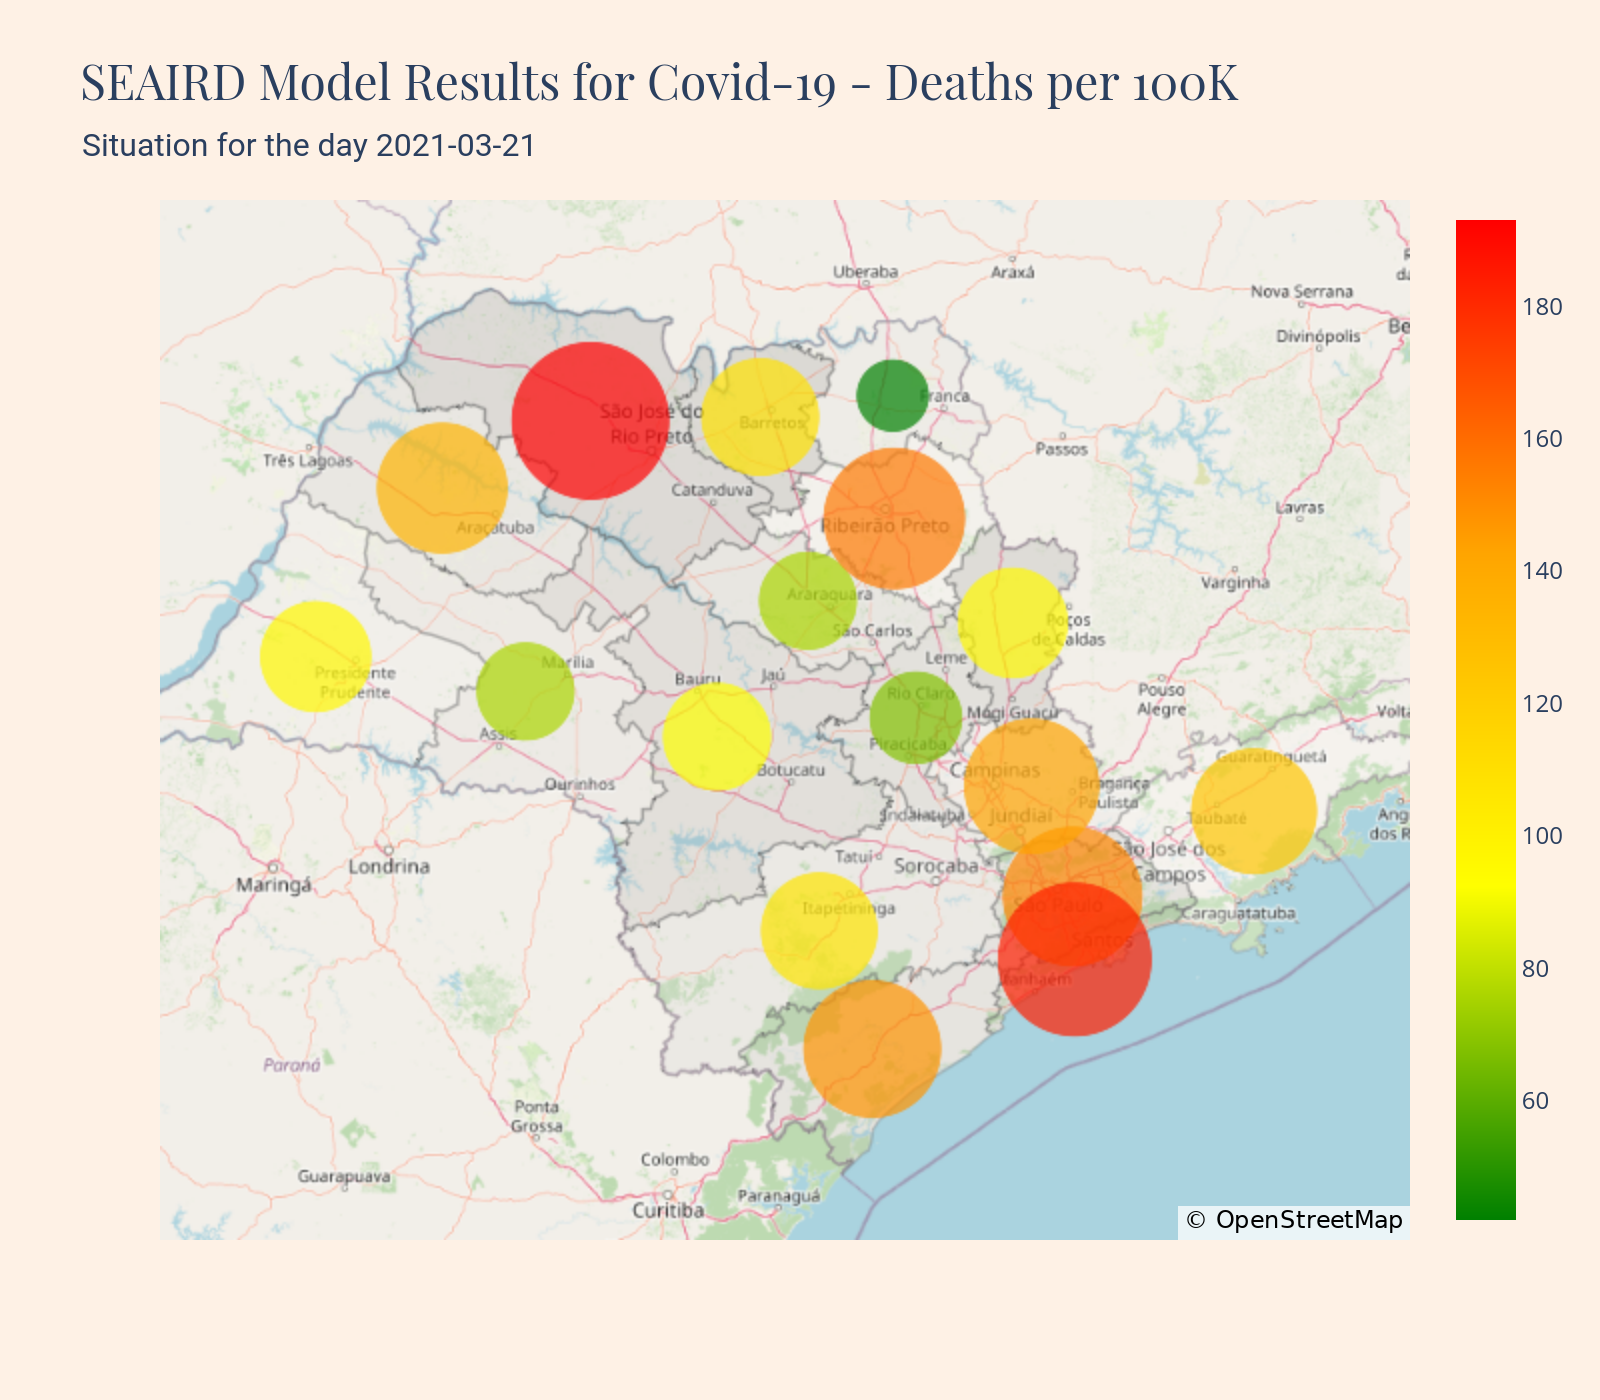 SEAIRD Model Results for Covid-19 - Deaths per 100K
Situation for the day 2021-03-21
Uberaba
Araxá
Nova Serrana
Divinópolis
Be
180
São José do
Rio Preto
Barretos
Franca
Três Lagoas
Catanduva
Passos
160
Araçatuba
Ribeirão Preto
Lavras
Varginha
140
Araraquara
São Carlos
Poços
de Caldas
Presidente
Prudente
Marília
Bauru
Jaú
Leme
Rio Claro
Mogi Guaçu
Pouso
Alegre
Volta
120
Assis
Piracicaba
Guaratinguetá
Ourinhos
Botucatu
Campinas
Bragança
Paulista
Indaiatuba
Jundiaí
Taubaté
Ang
dos R
100
Londrina
Maringá
Tatuí
Sorocaba
São José dos
Campos
Itapetininga
São Paulo
Caraguatatuba
Santos
80
Paraná
Ponta
Grossa
60
Guarapuava
Colombo
Curitiba
Paranaguá
© OpenStreetMap